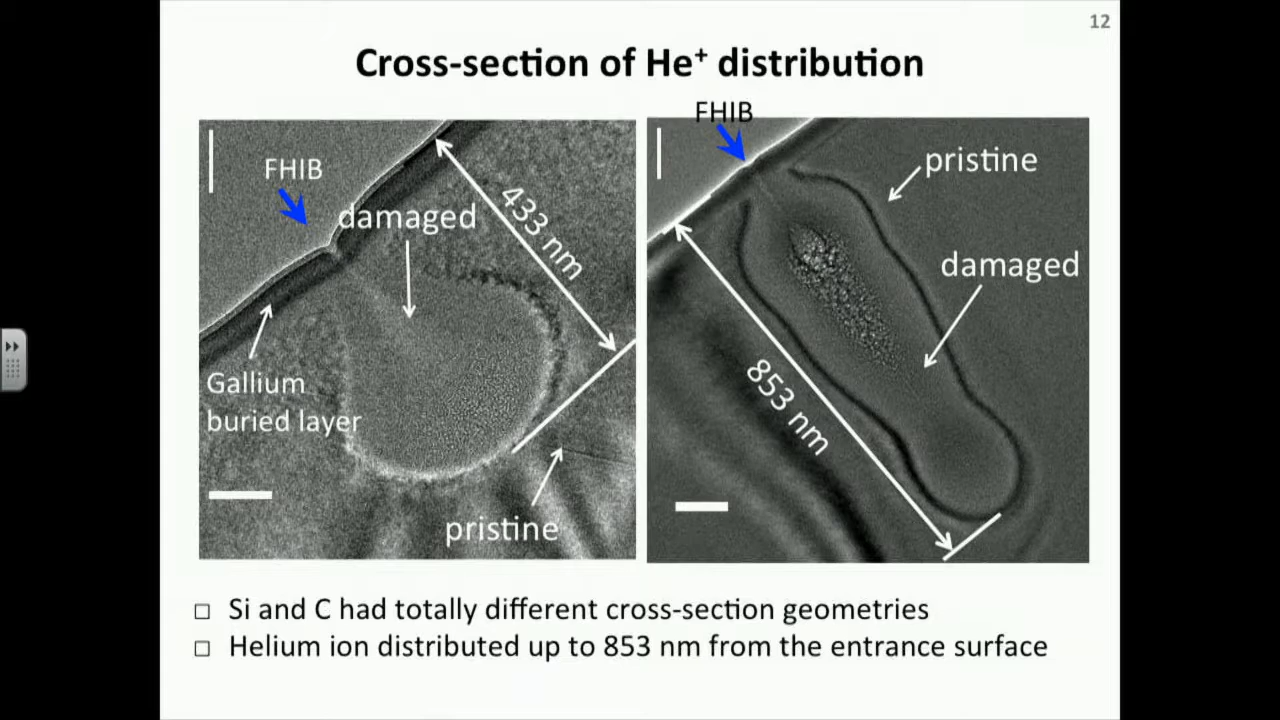 12
Cross-section of He⁺ distribution
FHIB
damaged
433 nm
Gallium
buried layer
pristine
FHIB
pristine
damaged
853 nm
□ Si and C had totally different cross-section geometries
□ Helium ion distributed up to 853 nm from the entrance surface